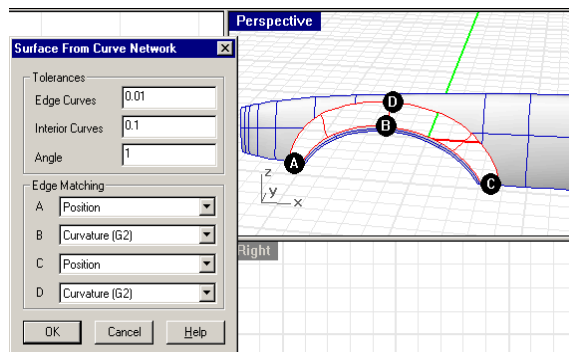 Surface From Curve Network
Tolerances
Edge Curves 0.01
Interior Curves 0.1
Angle 1
Edge Matching
A Position
B Curvature (G2)
C Position
D Curvature (G2)
OK Cancel Help
Perspective
D
B
A
C
z
y
x
Right